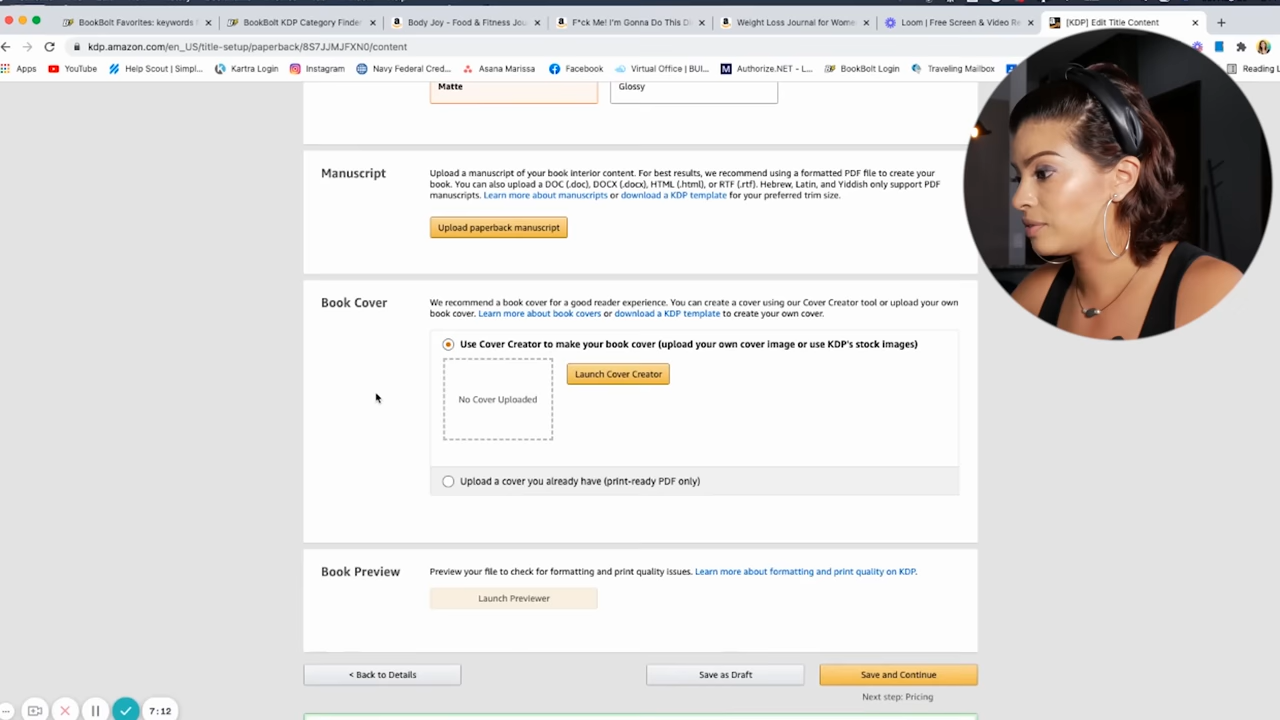 BookBolt Favorites: keywords
BookBolt KDP Category Finder
Body Joy - Food & Fitness Jou
F*ck Me! I'm Gonna Do This Di
Weight Loss Journal for Wome
Loom | Free Screen & Video Re
[KDP] Edit Title Content
kdp.amazon.com/en_US/title-setup/paperback/8S7JJMJFXN0/content
Apps
YouTube
Help Scout | Simpl...
Kartra Login
Instagram
Navy Federal Cred...
Asana Marissa
Facebook
Virtual Office | BUI...
Authorize.NET - L...
BookBolt Login
Traveling Mailbox
Reading L
Matte
Glossy
Manuscript
Upload a manuscript of your book interior content. For best results, we recommend using a formatted PDF file to create your
book. You can also upload a DOC (.doc), DOCX (.docx), HTML (.html), or RTF (.rtf). Hebrew, Latin, and Yiddish only support PDF
manuscripts. Learn more about manuscripts or download a KDP template for your preferred trim size.
Upload paperback manuscript
Book Cover
We recommend a book cover for a good reader experience. You can create a cover using our Cover Creator tool or upload your own
book cover. Learn more about book covers or download a KDP template to create your own cover.
Use Cover Creator to make your book cover (upload your own cover image or use KDP's stock images)
Launch Cover Creator
No Cover Uploaded
Upload a cover you already have (print-ready PDF only)
Book Preview
Preview your file to check for formatting and print quality issues. Learn more about formatting and print quality on KDP.
Launch Previewer
< Back to Details
Save as Draft
Save and Continue
Next step: Pricing
7:12